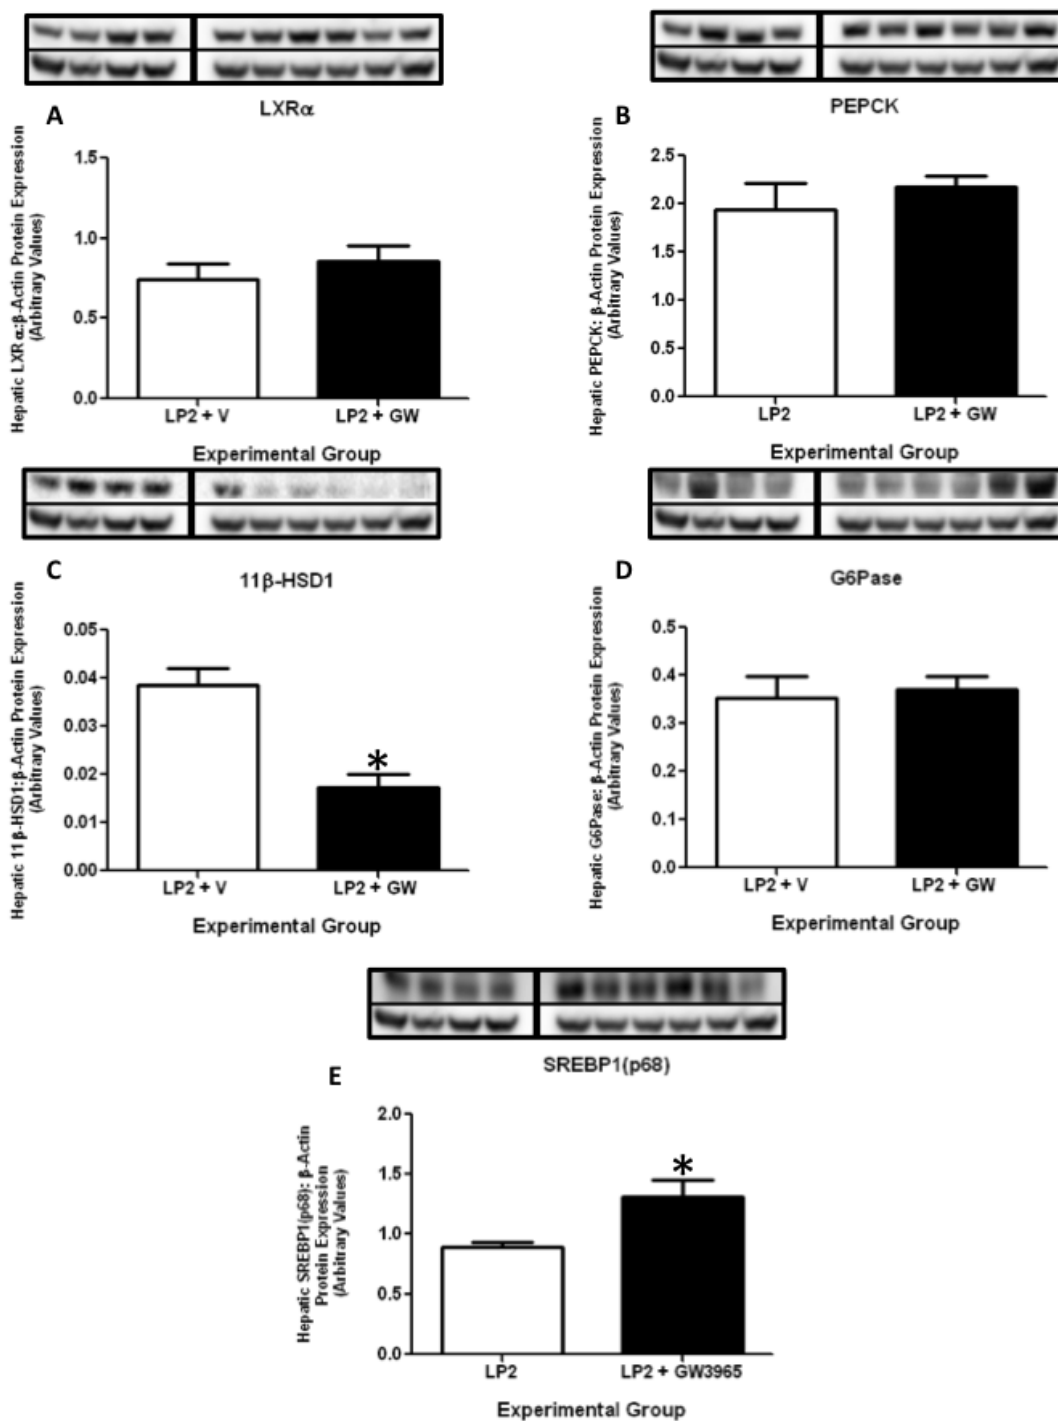 LXRα
A
Hepatic LXR α:β-Actin Protein Expression
(Arbitrary Values)
1.5
1.0
0.5
0.0
LP2 + V
LP2 + GW
Experimental Group
PEPCK
B
Hepatic PEPCK: β-Actin Protein Expression
(Arbitrary Values)
2.5
2.0
1.5
1.0
0.5
0.0
LP2
LP2 + GW
Experimental Group
C
11β-HSD1
Hepatic 11β-HSD1:β-Actin Protein Expression
(Arbitrary Values)
0.05
0.04
0.03
0.02
0.01
0.00
*
LP2 + V
LP2 + GW
Experimental Group
D
G6Pase
Hepatic G6Pase: β-Actin Protein Expression
(Arbitrary Values)
0.5
0.4
0.3
0.2
0.1
0.0
LP2 + V
LP2 + GW
Experimental Group
SREBP1(p68)
E
Hepatic SREBP1(p68): β-Actin
Protein Expression
(Arbitrary Values)
2.0
1.5
1.0
0.5
0.0
*
LP2
LP2 + GW3965
Experimental Group